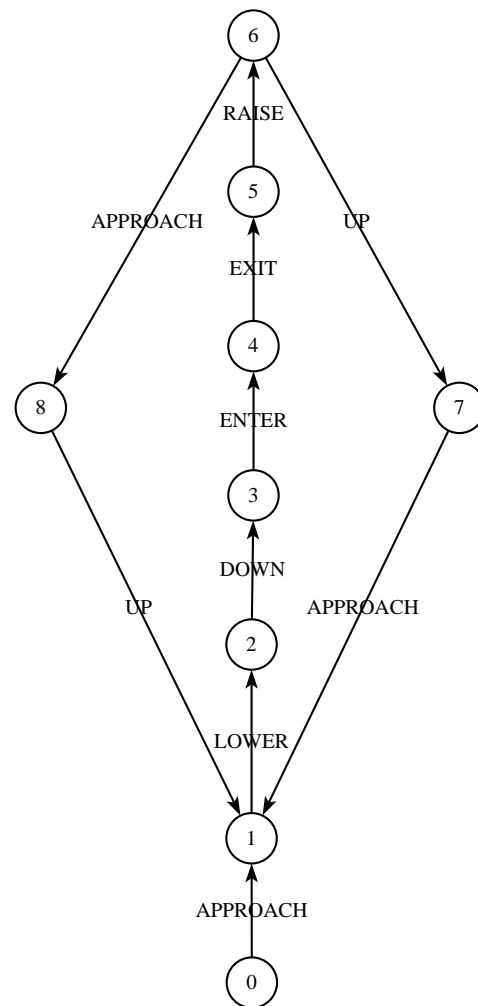 6
RAISE
5
APPROACH
UP
EXIT
4
8
7
ENTER
3
DOWN
UP
APPROACH
2
LOWER
1
APPROACH
0